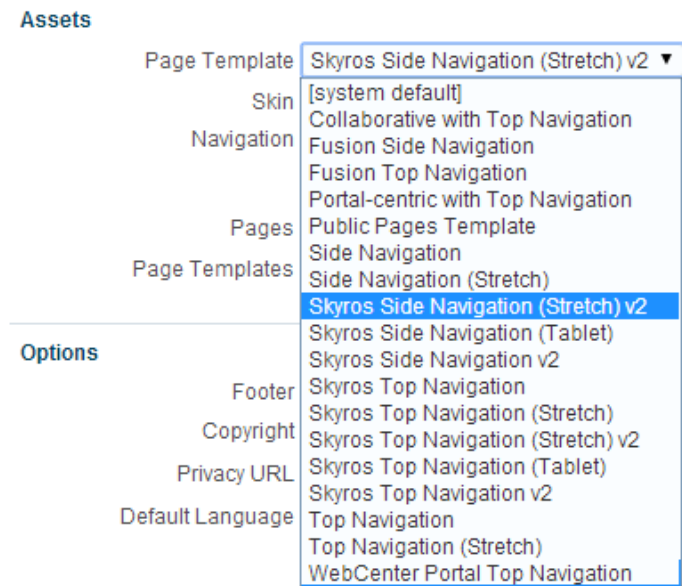 Assets
Page Template Skyros Side Navigation (Stretch) v2
Skin [system default]
Collaborative with Top Navigation
Navigation Fusion Side Navigation
Fusion Top Navigation
Portal-centric with Top Navigation
Pages Public Pages Template
Side Navigation
Page Templates Side Navigation (Stretch)
Skyros Side Navigation (Stretch) v2
Skyros Side Navigation (Tablet)
Options Skyros Side Navigation v2
Footer Skyros Top Navigation
Skyros Top Navigation (Stretch)
Copyright Skyros Top Navigation (Stretch) v2
Privacy URL Skyros Top Navigation (Tablet)
Skyros Top Navigation v2
Default Language Top Navigation
Top Navigation (Stretch)
WebCenter Portal Top Navigation